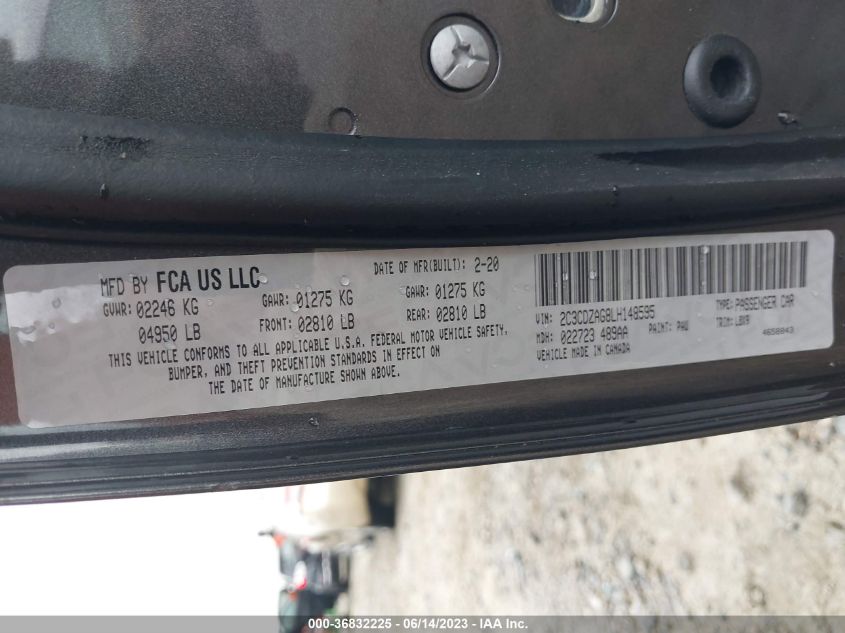 MFD BY FCA US LLC
DATE OF MFR(BUILT): 2-20
GVWR: 02246 KG
GAWR: 01275 KG
GAWR: 01275 KG
04950 LB
FRONT: 02810 LB
REAR: 02810 LB
THIS VEHICLE CONFORMS TO ALL APPLICABLE U.S.A. FEDERAL MOTOR VEHICLE SAFETY,
BUMPER, AND THEFT PREVENTION STANDARDS IN EFFECT ON
THE DATE OF MANUFACTURE SHOWN ABOVE.
VIN: 2C3CDZAG8LH148595
TYPE: PASSENGER CAR
MDH: 022723 489AA
PAINT: PAU
TRIM: LBX9
VEHICLE MADE IN CANADA
4658843
000-36832225 - 06/14/2023 - IAA Inc.